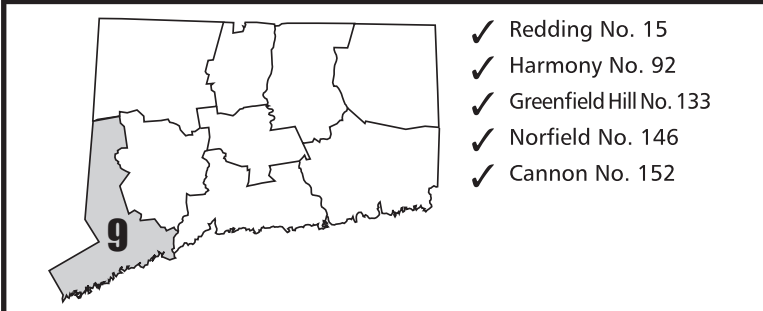 ✓ Redding No. 15
✓ Harmony No. 92
✓ Greenfield Hill No. 133
✓ Norfield No. 146
✓ Cannon No. 152
9